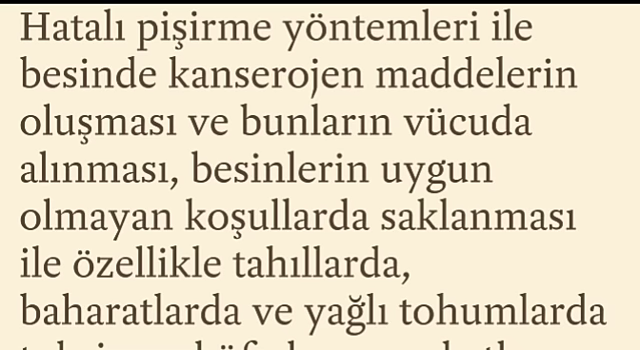 Hatalı pişirme yöntemleri ile
besinde kanserojen maddelerin
oluşması ve bunların vücuda
alınması, besinlerin uygun
olmayan koşullarda saklanması
ile özellikle tahıllarda,
baharatlarda ve yağlı tohumlarda